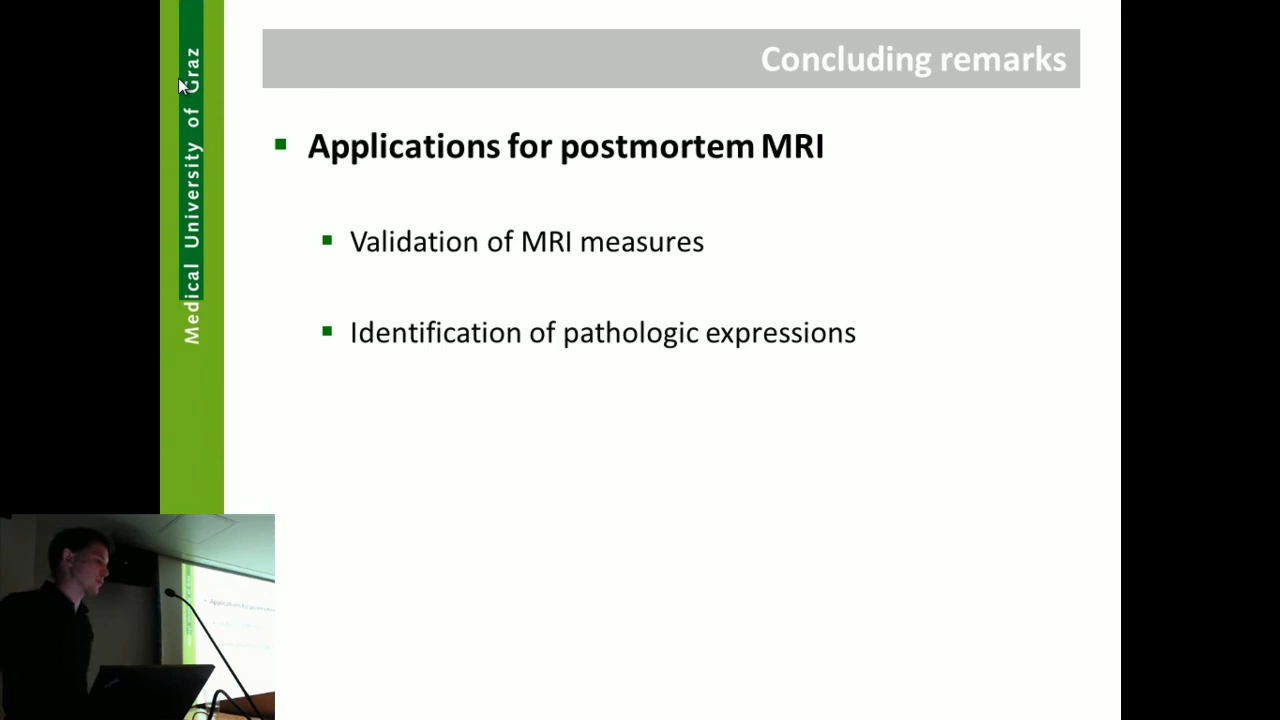 Concluding remarks
Medical University of Graz
Applications for postmortem MRI
Validation of MRI measures
Identification of pathologic expressions